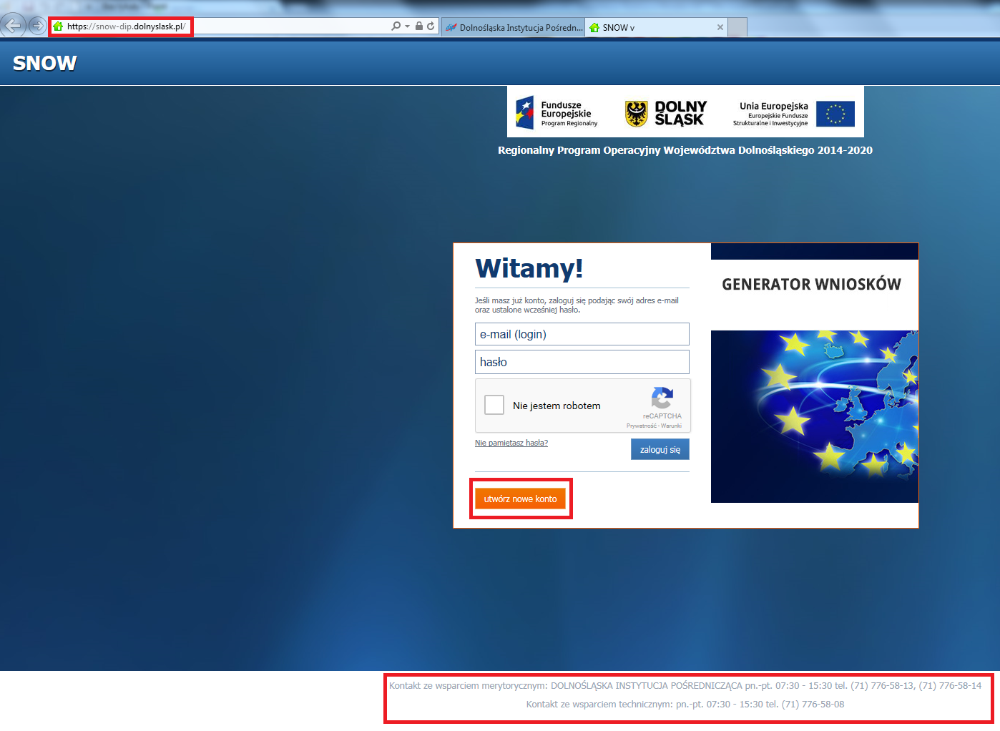 https://snow-dip.dolnyslask.pl/
Dolnośląska Instytucja Pośredn...
SNOW v
SNOW
Fundusze
Europejskie
Program Regionalny
DOLNY
ŚLĄSK
Unia Europejska
Europejskie Fundusze
Strukturalne i Inwestycyjne
Regionalny Program Operacyjny Województwa Dolnośląskiego 2014-2020
Witamy!
Jeśli masz już konto, zaloguj się podając swój adres e-mail
oraz ustalone wcześniej hasło.
e-mail (login)
hasło
Nie jestem robotem
reCAPTCHA
Prywatność - Warunki
Nie pamiętasz hasła?
zaloguj się
utwórz nowe konto
GENERATOR WNIOSKÓW
Kontakt ze wsparciem merytorycznym: DOLNOŚLĄSKA INSTYTUCJA POŚREDNICZĄCA pn.-pt. 07:30 - 15:30 tel. (71) 776-58-13, (71) 776-58-14
Kontakt ze wsparciem technicznym: pn.-pt. 07:30 - 15:30 tel. (71) 776-58-08